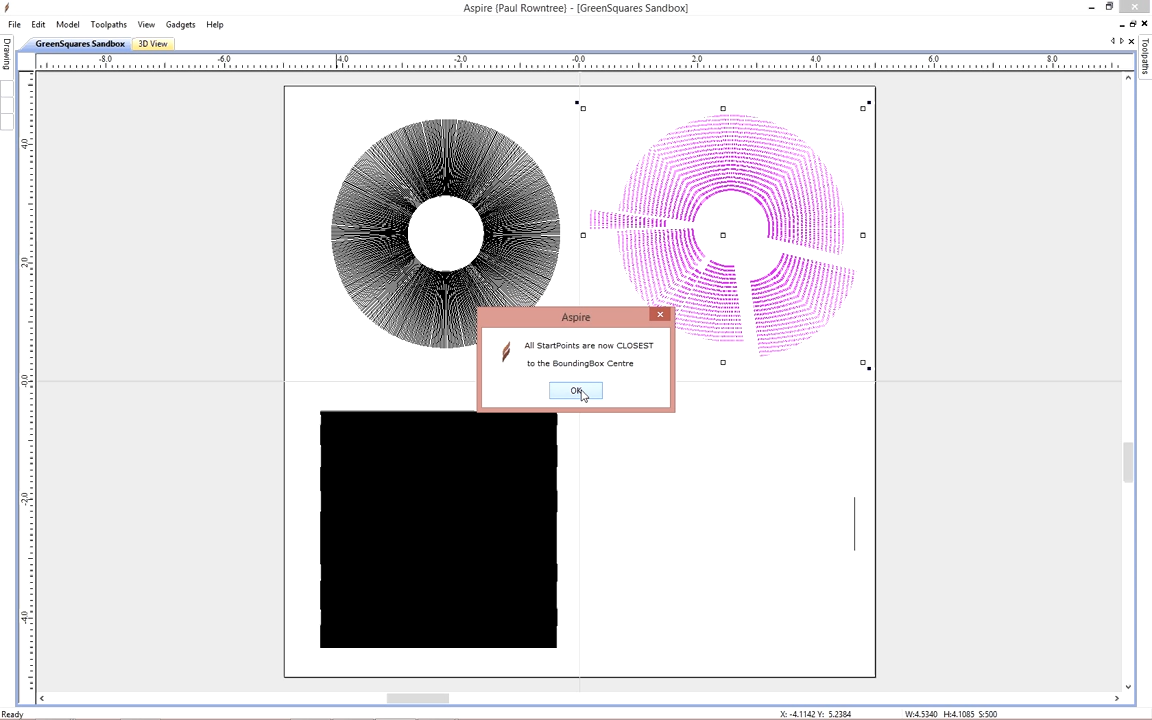 Aspire {Paul Rowntree} - [GreenSquares Sandbox]
File Edit Model Toolpaths View Gadgets Help
GreenSquares Sandbox 3D View
Drawing
Toolpaths
-8.0 -6.0 -4.0 -2.0 -0.0 2.0 4.0 6.0 8.0
4.0
2.0
-0.0
-2.0
-4.0
Aspire
All StartPoints are now CLOSEST
to the BoundingBox Centre
OK
Ready X: -4.1142 Y: 5.2384 W:4.5340 H:4.1085 S:500